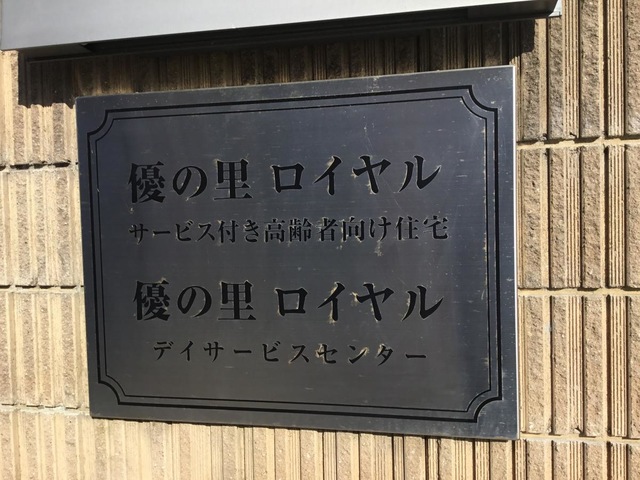 優の里 ロイヤル
サービス付き高齢者向け住宅
優の里 ロイヤル
デイサービスセンター